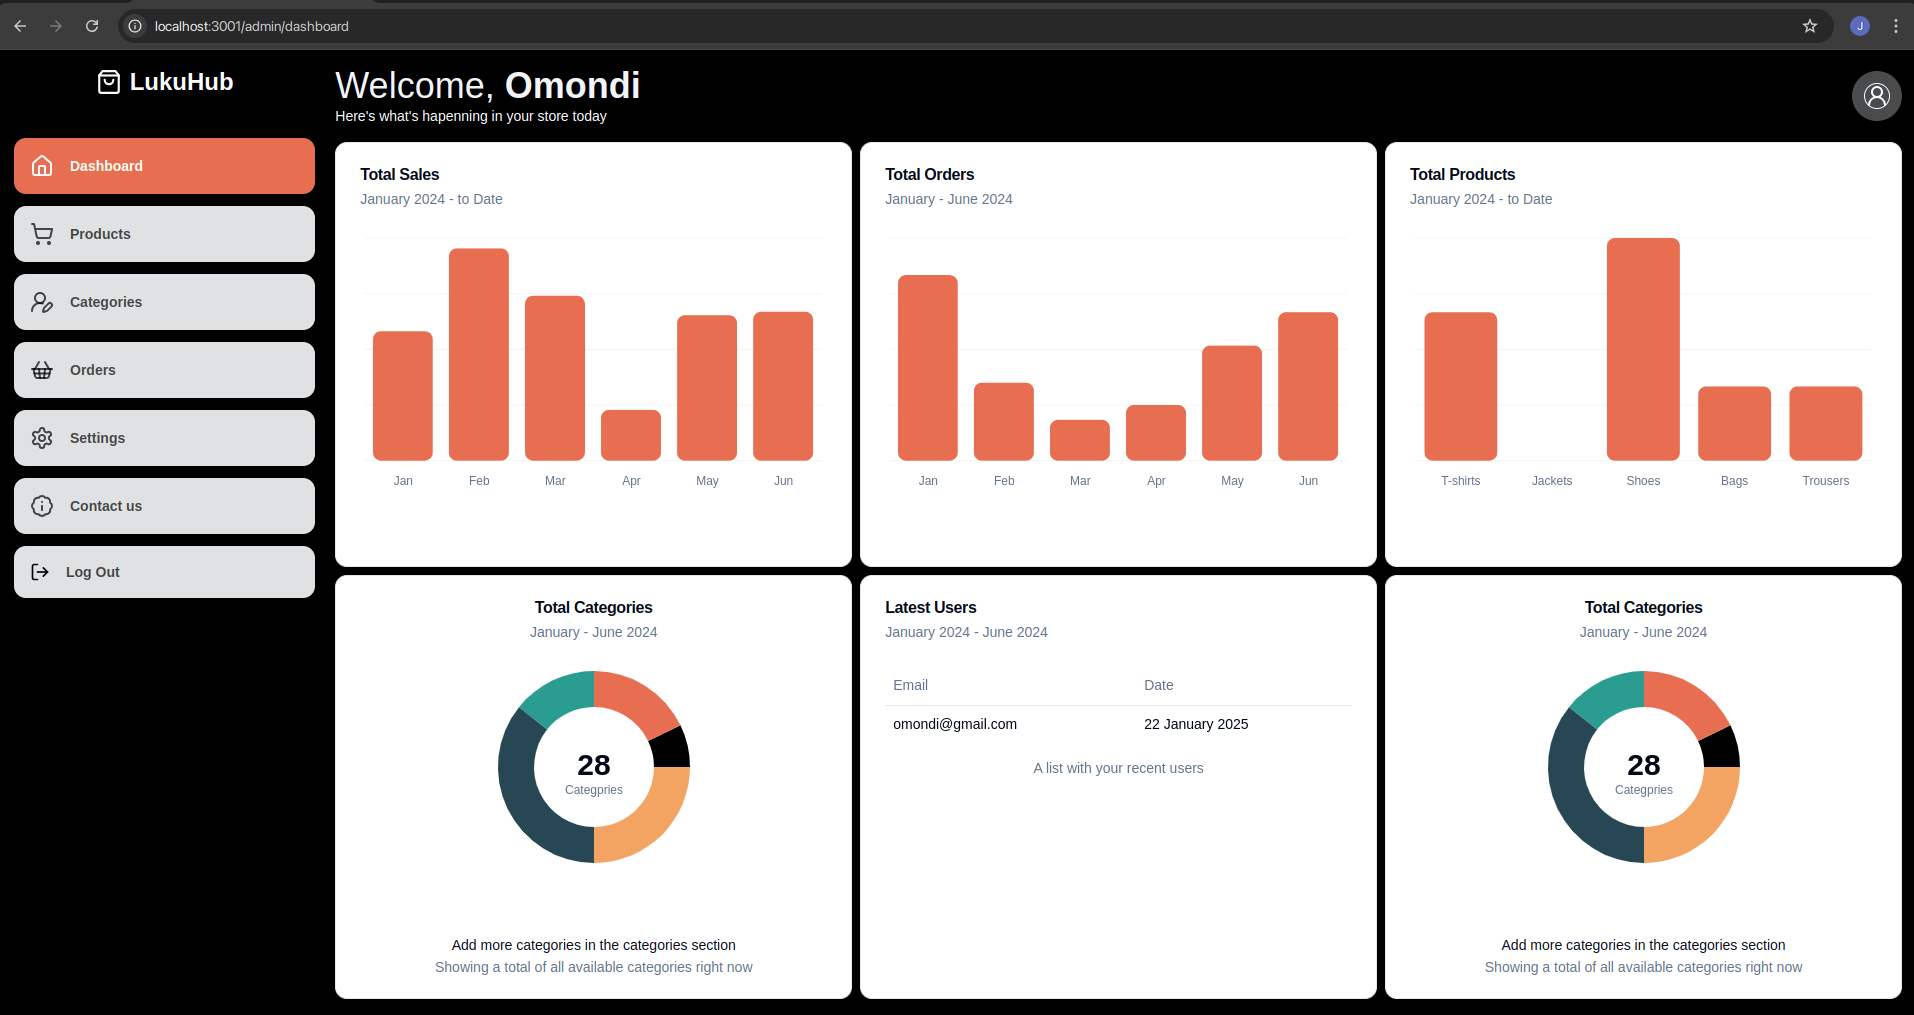 localhost:3001/admin/dashboard
J
LukuHub
Dashboard
Products
Categories
Orders
Settings
Contact us
Log Out
Welcome, Omondi
Here's what's hapenning in your store today
Total Sales
January 2024 - to Date
Jan Feb Mar Apr May Jun
Total Orders
January - June 2024
Jan Feb Mar Apr May Jun
Total Products
January 2024 - to Date
T-shirts Jackets Shoes Bags Trousers
Total Categories
January - June 2024
28
Categpries
Add more categories in the categories section
Showing a total of all available categories right now
Latest Users
January 2024 - June 2024
Email Date
omondi@gmail.com 22 January 2025
A list with your recent users
Total Categories
January - June 2024
28
Categpries
Add more categories in the categories section
Showing a total of all available categories right now